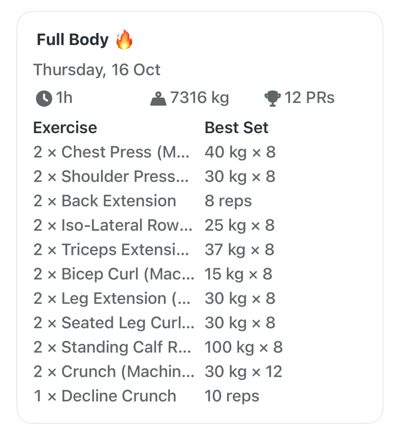 Full Body 🔥
Thursday, 16 Oct
1h 7316 kg 12 PRs
Exercise Best Set
2 × Chest Press (M... 40 kg × 8
2 × Shoulder Press... 30 kg × 8
2 × Back Extension 8 reps
2 × Iso-Lateral Row... 25 kg × 8
2 × Triceps Extensi... 37 kg × 8
2 × Bicep Curl (Mac... 15 kg × 8
2 × Leg Extension (... 30 kg × 8
2 × Seated Leg Curl... 30 kg × 8
2 × Standing Calf R... 100 kg × 8
2 × Crunch (Machin... 30 kg × 12
1 × Decline Crunch 10 reps